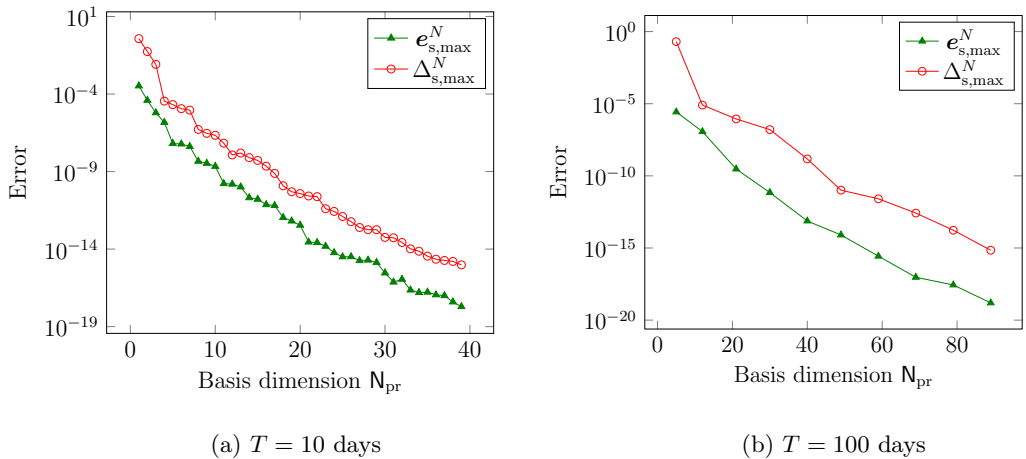 10^1
10^−4
10^−9
10^−14
10^−19
Error
0 10 20 30 40
Basis dimension N_pr
e^N_s,max
Δ^N_s,max
(a) T = 10 days
10^0
10^−5
10^−10
10^−15
10^−20
Error
0 20 40 60 80
Basis dimension N_pr
e^N_s,max
Δ^N_s,max
(b) T = 100 days